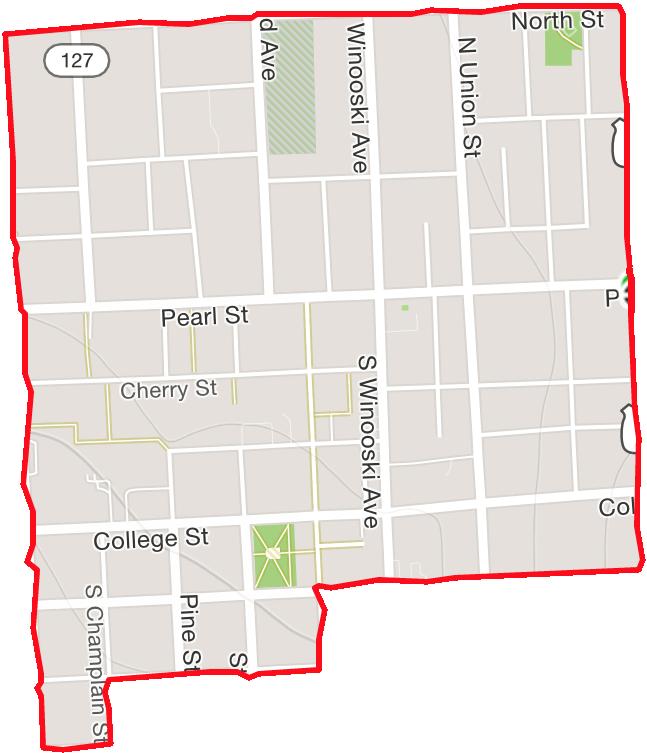 North St
127
d Ave
Winooski Ave
N Union St
P
Pearl St
Cherry St
S Winooski Ave
Col
College St
S Champlain St
Pine St
St